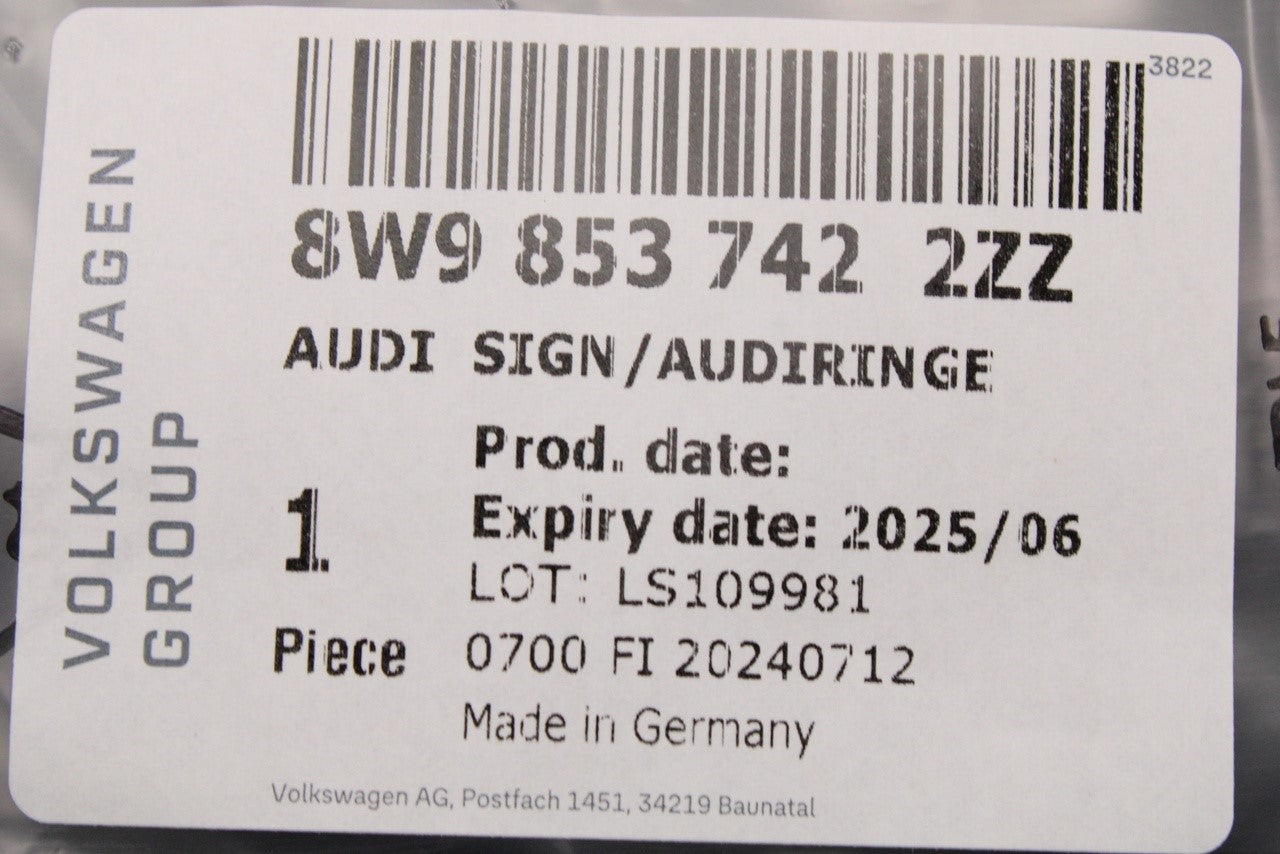 3822
8W9 853 742 2ZZ
AUDI SIGN/AUDIRINGE
Prod. date:
Expiry date: 2025/06
LOT: LS109981
1
Piece
0700 FI 20240712
Made in Germany
Volkswagen AG, Postfach 1451, 34219 Baunatal
VOLKSWAGEN
GROUP